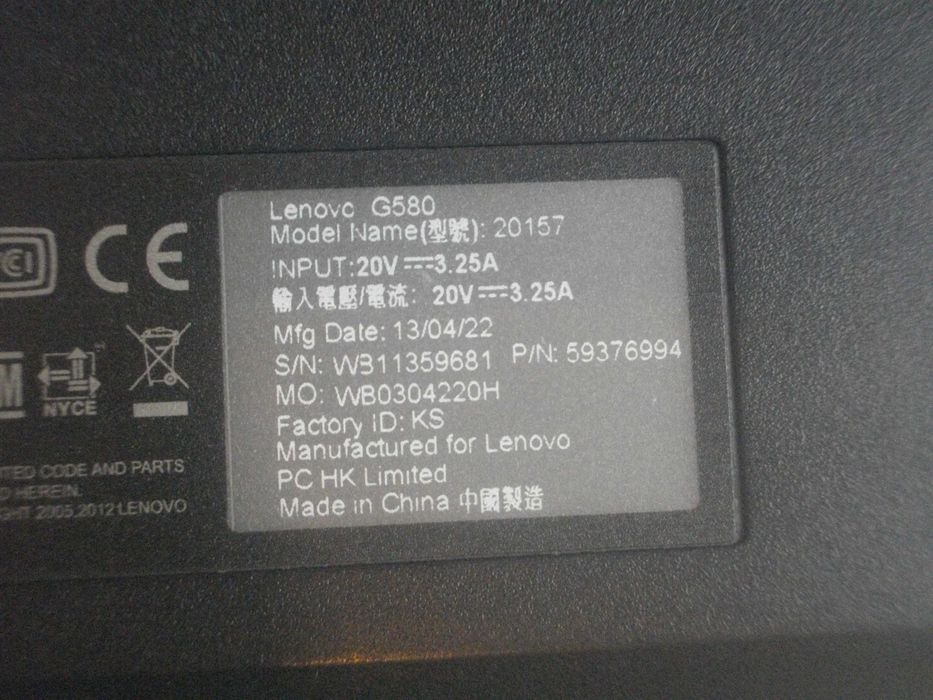 Lenovo G580
Model Name(型號): 20157
INPUT:20V⎓3.25A
輸入電壓/電流: 20V⎓3.25A
Mfg Date: 13/04/22
S/N: WB11359681 P/N: 59376994
MO: WB0304220H
Factory ID: KS
Manufactured for Lenovo
PC HK Limited
Made in China 中國製造
CE
NYCE
CODE AND PARTS
HEREIN.
2005,2012 LENOVO